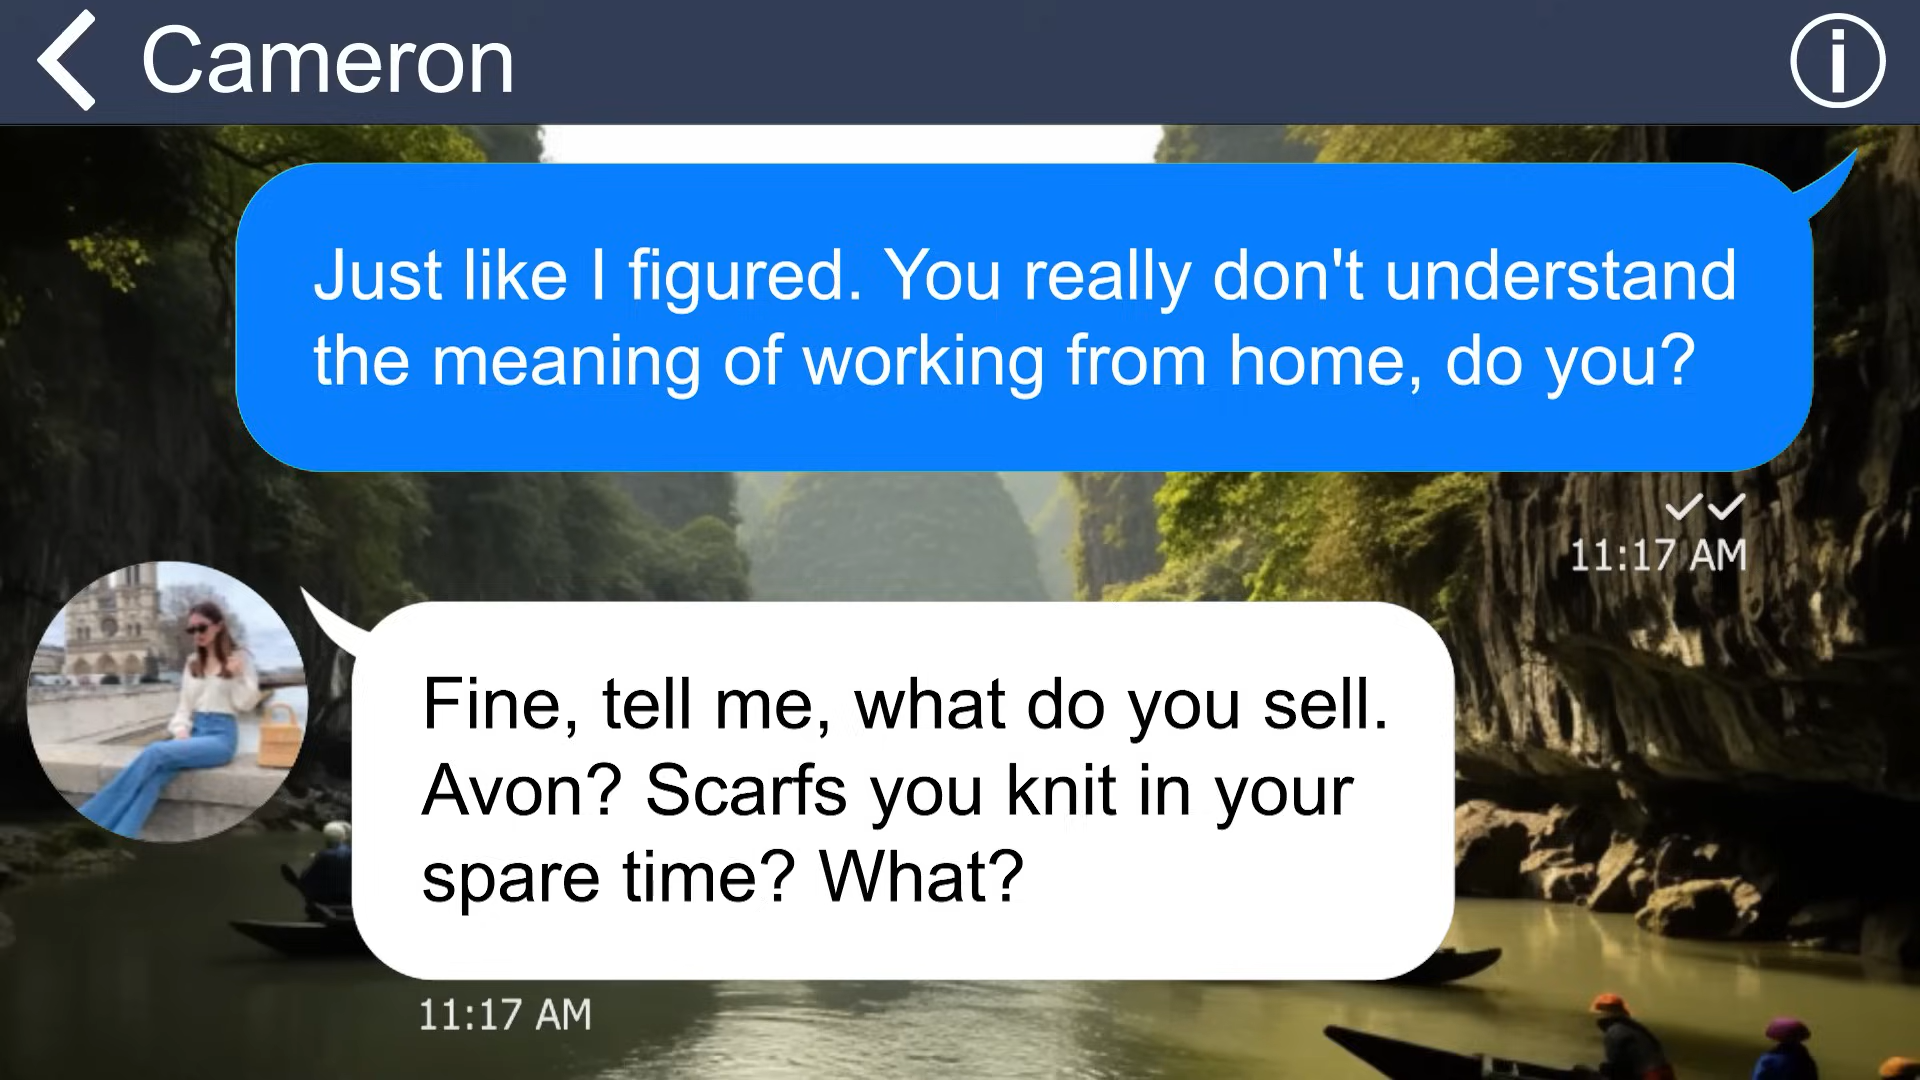 Cameron
Just like I figured. You really don't understand
the meaning of working from home, do you?
11:17 AM
Fine, tell me, what do you sell.
Avon? Scarfs you knit in your
spare time? What?
11:17 AM